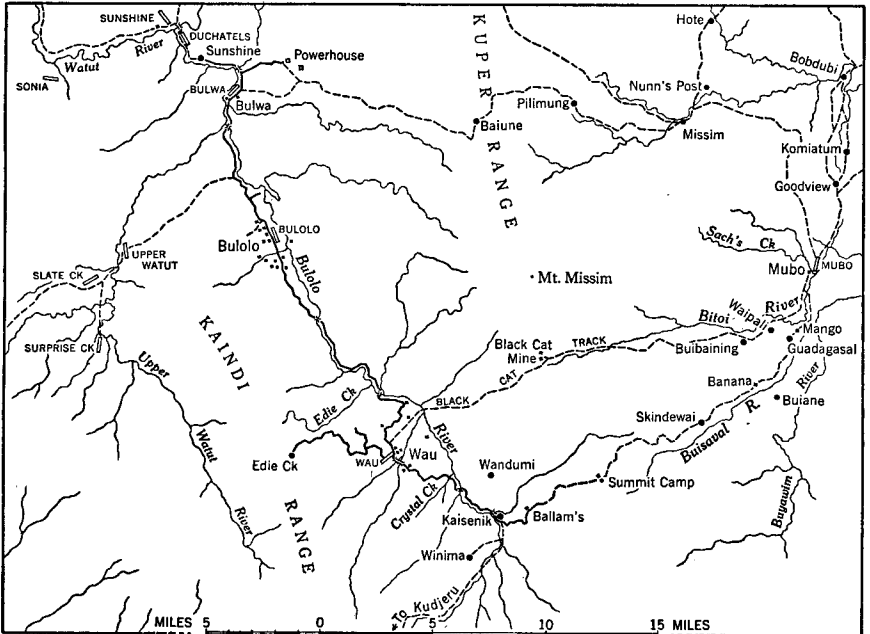 SUNSHINE
DUCHATELS
Sunshine
Watut River
SONIA
Powerhouse
BULWA
Bulwa
KUPER RANGE
Hote
Bobdubi
Nunn's Post
Pilimung
Baiune
Missim
Komiatum
Goodview
Sach's Ck
Mubo
MUBO
Mt. Missim
UPPER WATUT
SLATE CK
SURPRISE CK
Bulolo
BULOLO
Bulolo River
KAINDI RANGE
Upper Watut River
Bitoi River
Waipali
Mango
Guadagasal
Buibaining
Black Cat Mine
BLACK CAT TRACK
Banana
River
Buiane
Skindewai
Buisaval R.
Buyawim
Edie Ck
Edie Ck
WAU
Wau
Wandumi
Crystal Ck
Summit Camp
Kaisenik
Ballam's
Winima
To Kudjeru
MILES 5 0 5 10 15 MILES